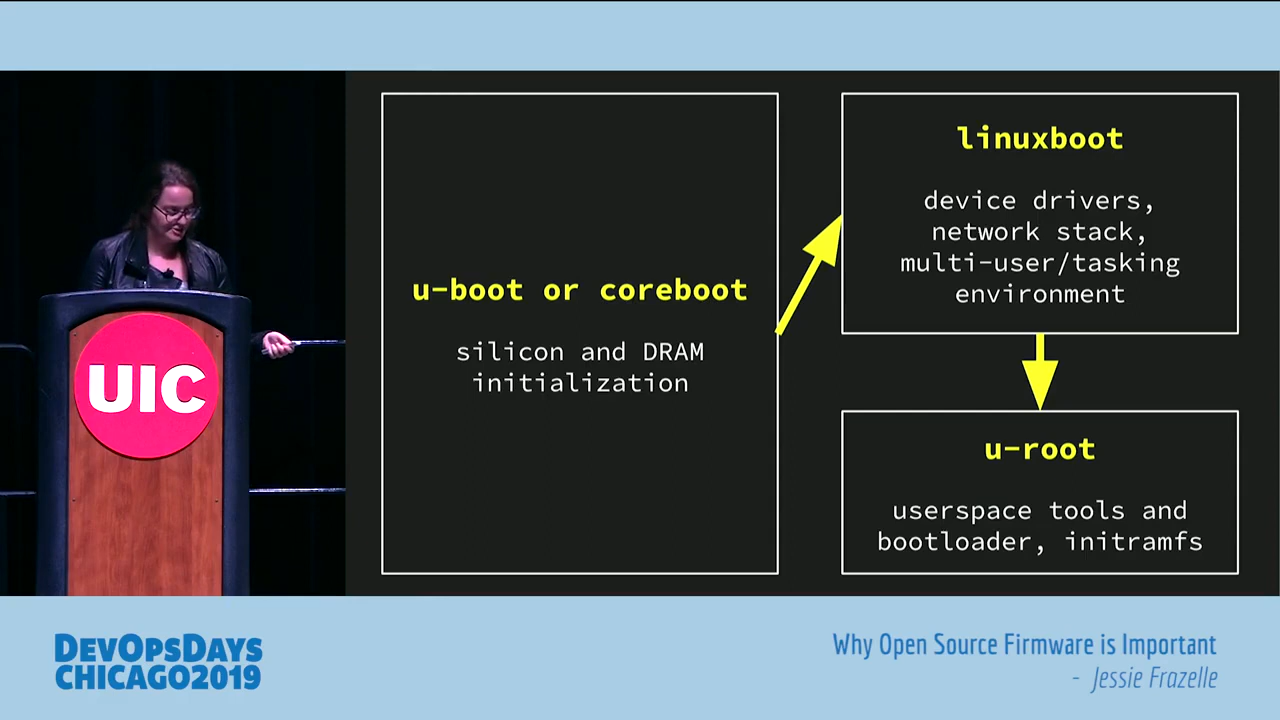 UIC
u-boot or coreboot
silicon and DRAM
initialization
linuxboot
device drivers,
network stack,
multi-user/tasking
environment
u-root
userspace tools and
bootloader, initramfs
DEVOPSDAYS
CHICAGO2019
Why Open Source Firmware is Important
- Jessie Frazelle